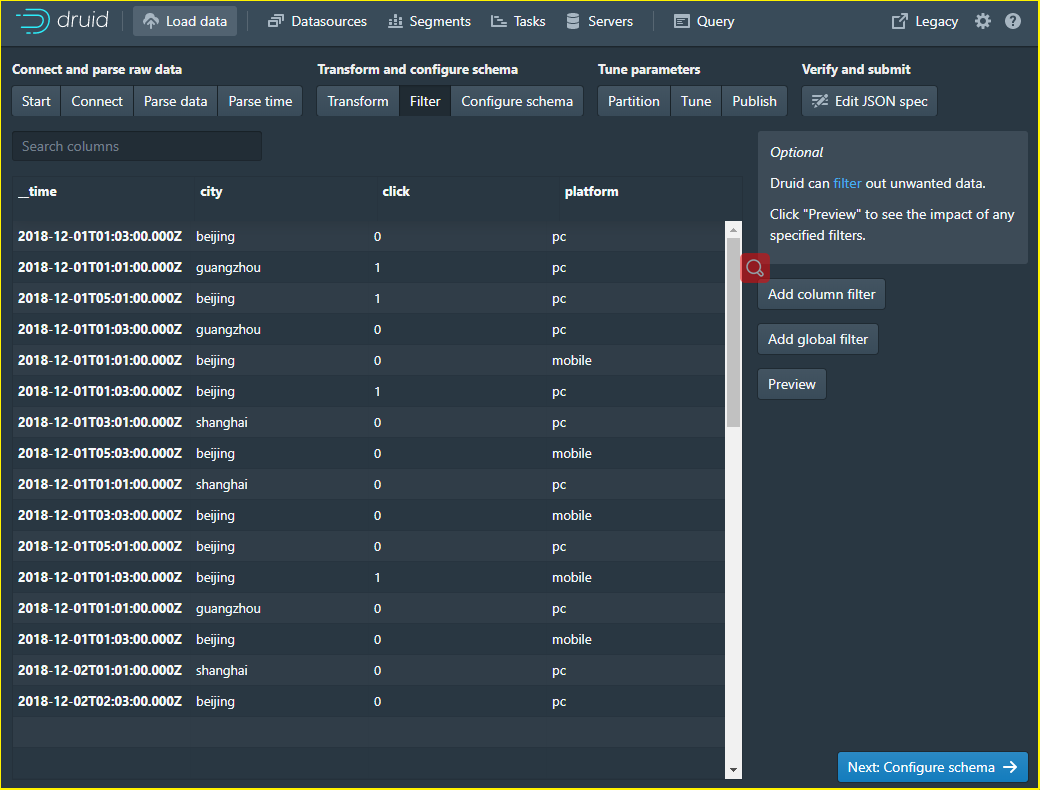 druid Load data Datasources Segments Tasks Servers Query Legacy
Connect and parse raw data Transform and configure schema Tune parameters Verify and submit
Start Connect Parse data Parse time Transform Filter Configure schema Partition Tune Publish Edit JSON spec
Search columns
__time city click platform
2018-12-01T01:03:00.000Z beijing 0 pc
2018-12-01T01:01:00.000Z guangzhou 1 pc
2018-12-01T05:01:00.000Z beijing 1 pc
2018-12-01T01:03:00.000Z guangzhou 0 pc
2018-12-01T01:01:00.000Z beijing 0 mobile
2018-12-01T01:03:00.000Z beijing 1 pc
2018-12-01T03:01:00.000Z shanghai 0 pc
2018-12-01T05:03:00.000Z beijing 0 mobile
2018-12-01T01:01:00.000Z shanghai 0 pc
2018-12-01T03:03:00.000Z beijing 0 mobile
2018-12-01T05:01:00.000Z beijing 0 pc
2018-12-01T01:03:00.000Z beijing 1 mobile
2018-12-01T01:01:00.000Z guangzhou 0 pc
2018-12-01T01:03:00.000Z beijing 0 mobile
2018-12-02T01:01:00.000Z shanghai 0 pc
2018-12-02T02:03:00.000Z beijing 0 pc
Optional
Druid can filter out unwanted data.
Click "Preview" to see the impact of any
specified filters.
Add column filter
Add global filter
Preview
Next: Configure schema